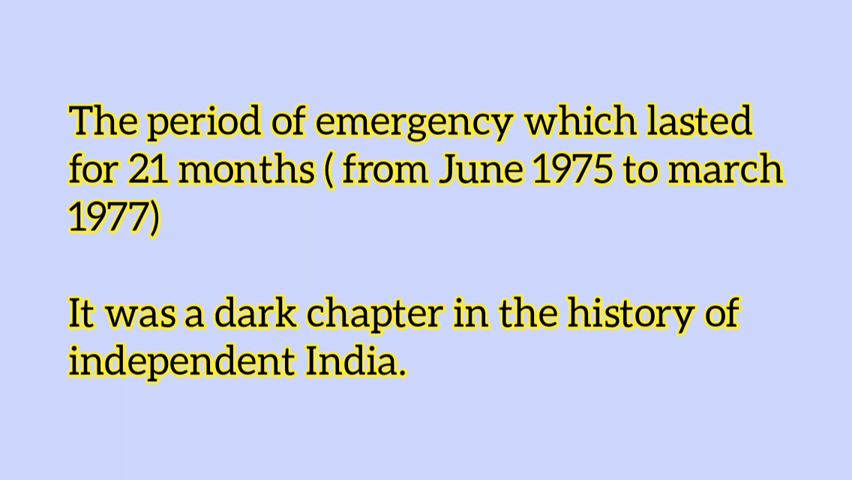 The period of emergency which lasted
for 21 months ( from June 1975 to march
1977)
It was a dark chapter in the history of
independent India.